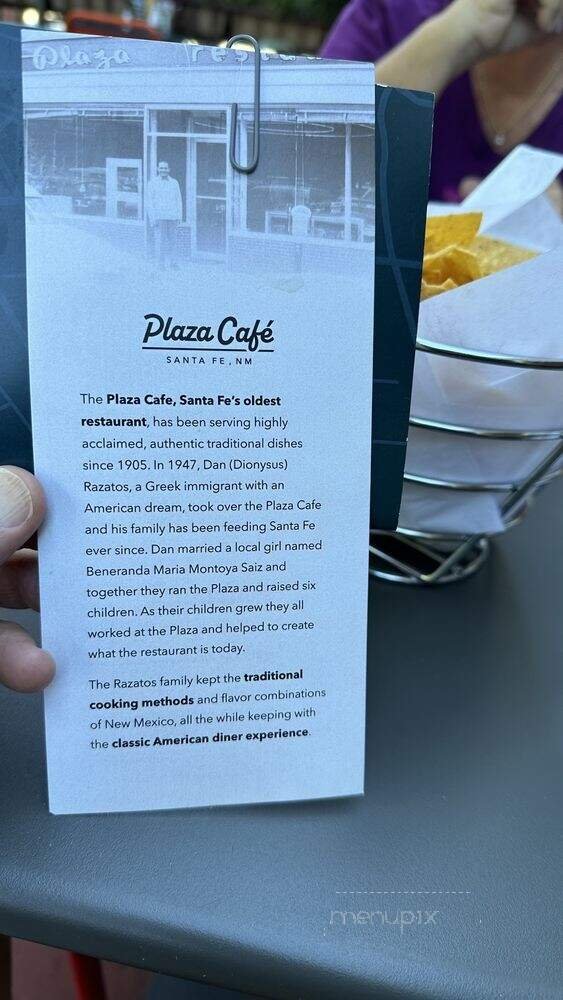 Plaza
Plaza Café
SANTA FE, NM
The Plaza Cafe, Santa Fe's oldest
restaurant, has been serving highly
acclaimed, authentic traditional dishes
since 1905. In 1947, Dan (Dionysus)
Razatos, a Greek immigrant with an
American dream, took over the Plaza Cafe
and his family has been feeding Santa Fe
ever since. Dan married a local girl named
Beneranda Maria Montoya Saiz and
together they ran the Plaza and raised six
children. As their children grew they all
worked at the Plaza and helped to create
what the restaurant is today.
The Razatos family kept the traditional
cooking methods and flavor combinations
of New Mexico, all the while keeping with
the classic American diner experience.
menupix